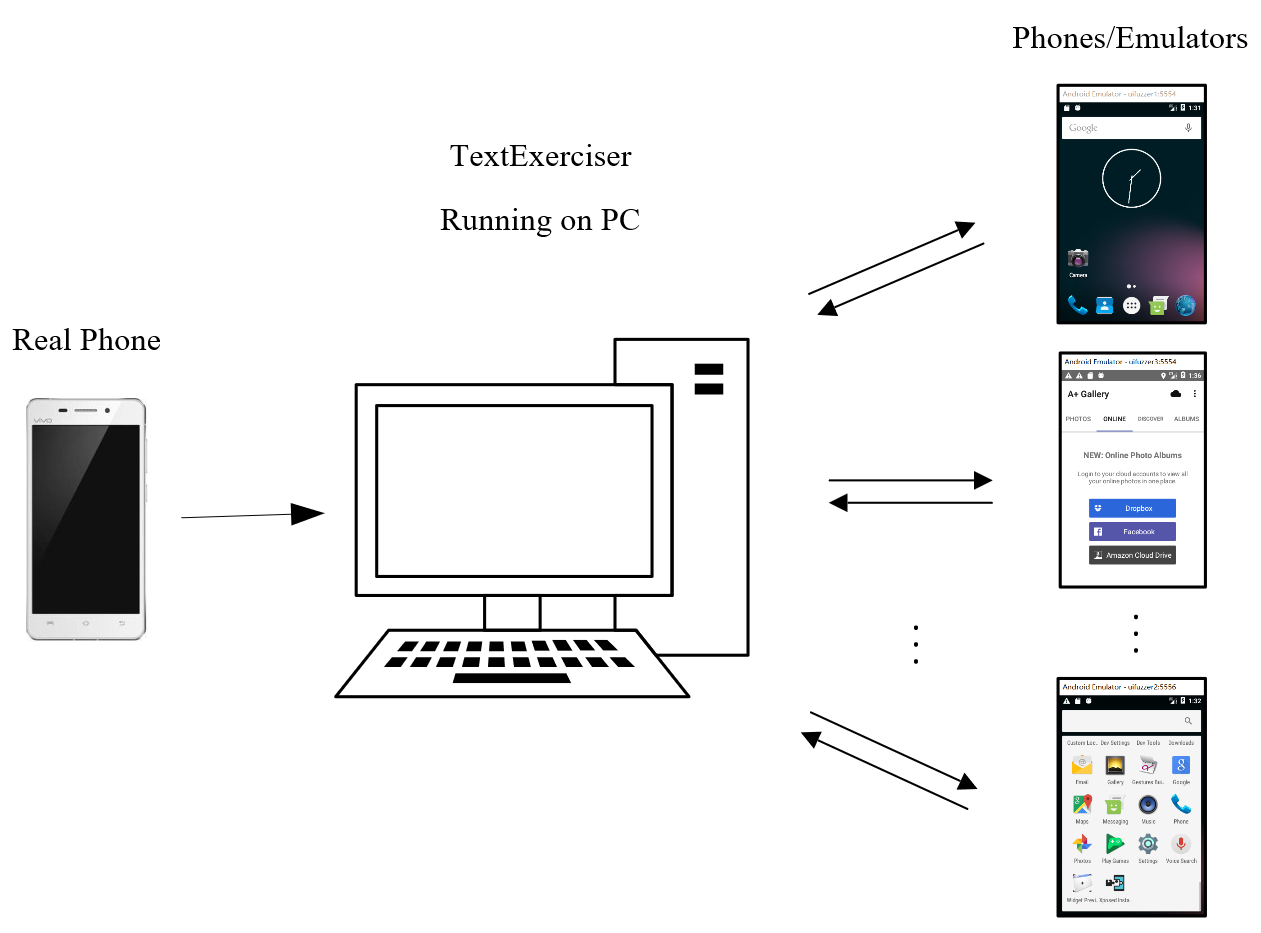 Phones/Emulators
TextExerciser
Running on PC
Real Phone
vivo
Android Emulator - uifuzzer1:5554
1:31
Google
Camera
Android Emulator - uifuzzer3:5554
1:36
A+ Gallery
PHOTOS ONLINE DISCOVER ALBUMS
NEW: Online Photo Albums
Login to your cloud accounts to view all
your online photos in one place.
Dropbox
Facebook
Amazon Cloud Drive
Android Emulator - uifuzzer2:5556
1:32
Custom Loc.. Dev Settings Dev Tools Downloads
Email Gallery Gestures Bui.. Google
Maps Messaging Music Phone
Photos Play Games Settings Voice Search
Widget Previ.. Xposed Insta..